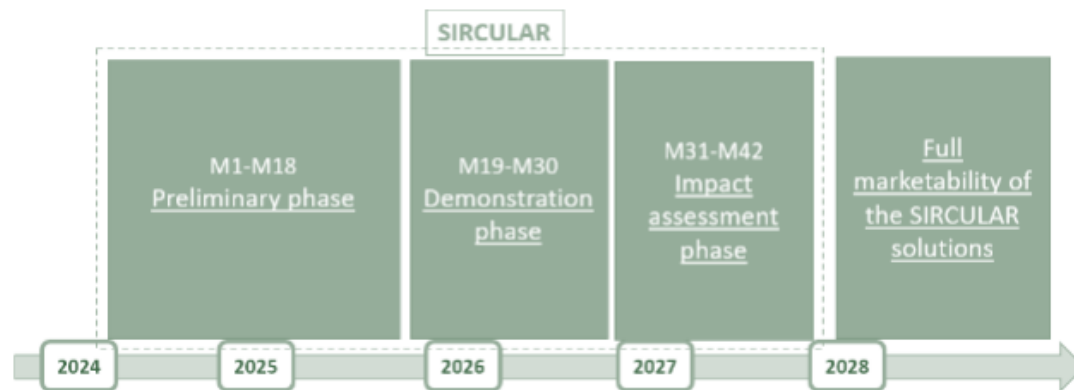 SIRCULAR
M1-M18
Preliminary phase
M19-M30
Demonstration
phase
M31-M42
Impact
assessment
phase
Full
marketability of
the SIRCULAR
solutions
2024
2025
2026
2027
2028